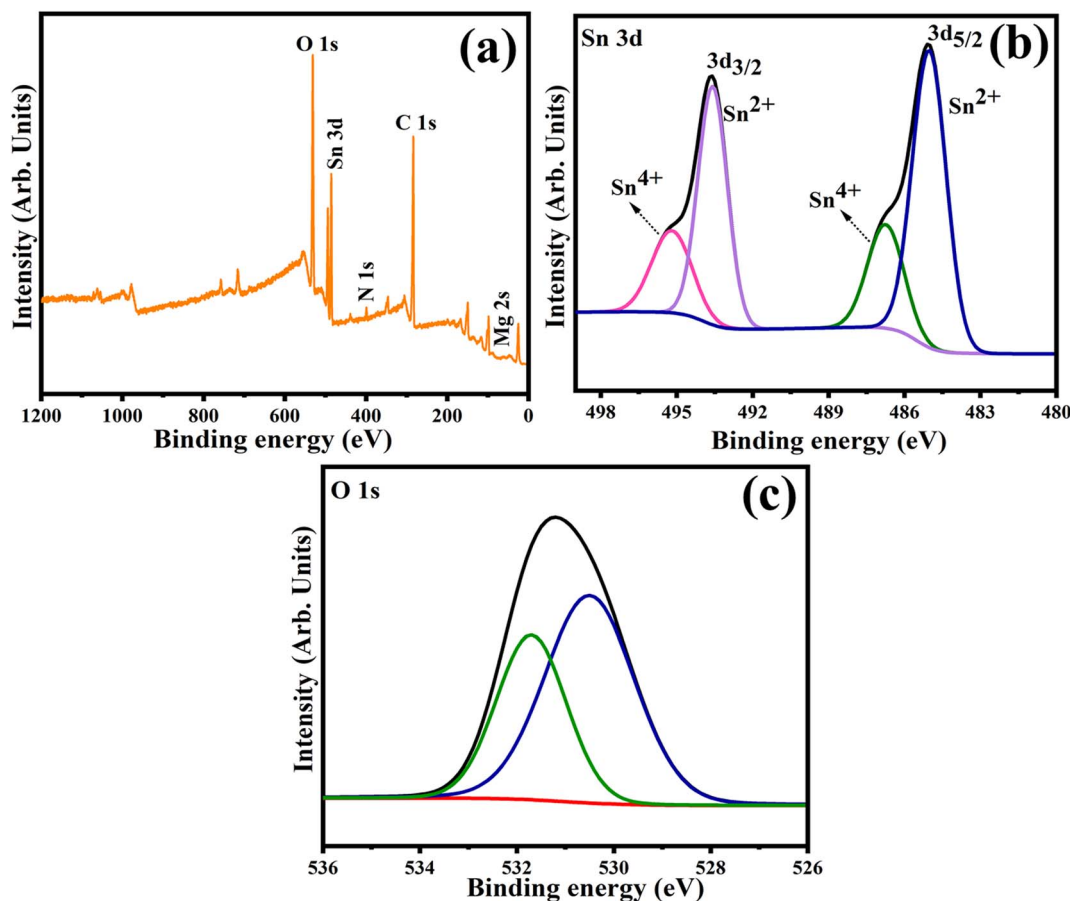 (a)
O 1s
Sn 3d
C 1s
N 1s
Mg 2s
Intensity (Arb. Units)
1200 1000 800 600 400 200 0
Binding energy (eV)
Sn 3d
(b)
3d5/2
3d3/2
Sn2+
Sn2+
Sn4+
Sn4+
Intensity (Arb. Units)
498 495 492 489 486 483 480
Binding energy (eV)
O 1s
(c)
Intensity (Arb. Units)
536 534 532 530 528 526
Binding energy (eV)